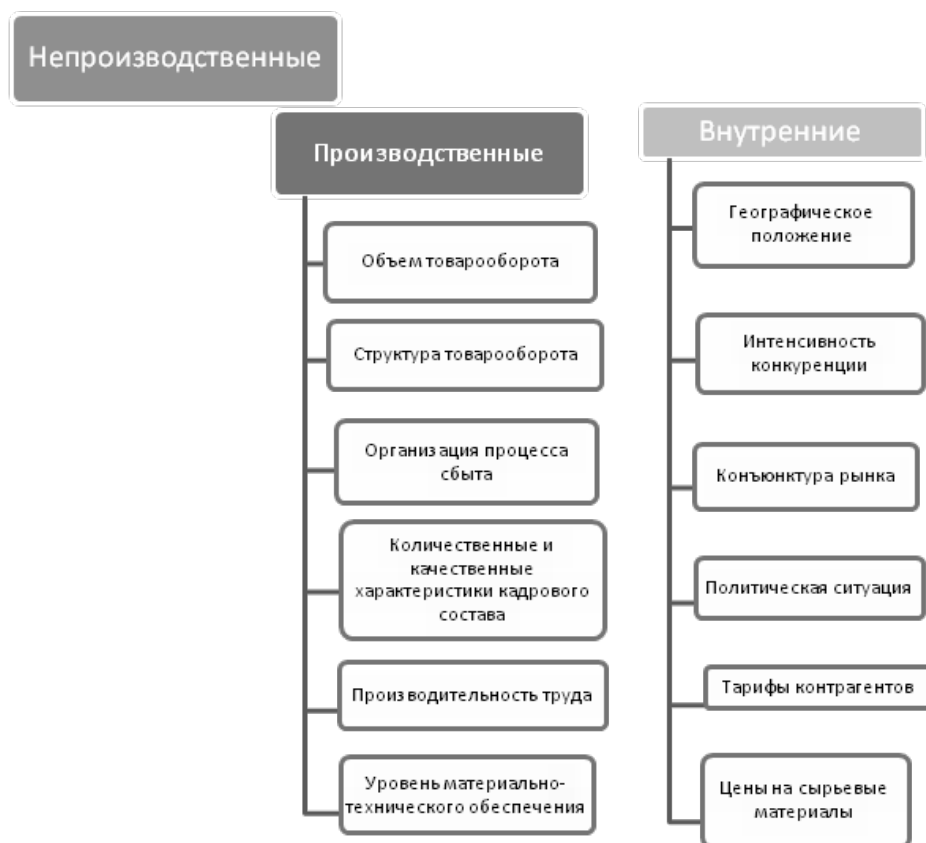 Непроизводственные
Производственные
Объем товарооборота
Структура товарооборота
Организация процесса
сбыта
Количественные и
качественные
характеристики кадрового
состава
Производительность труда
Уровень материально-
технического обеспечения
Внутренние
Географическое
положение
Интенсивность
конкуренции
Конъюнктура рынка
Политическая ситуация
Тарифы контрагентов
Цены на сырьевые
материалы